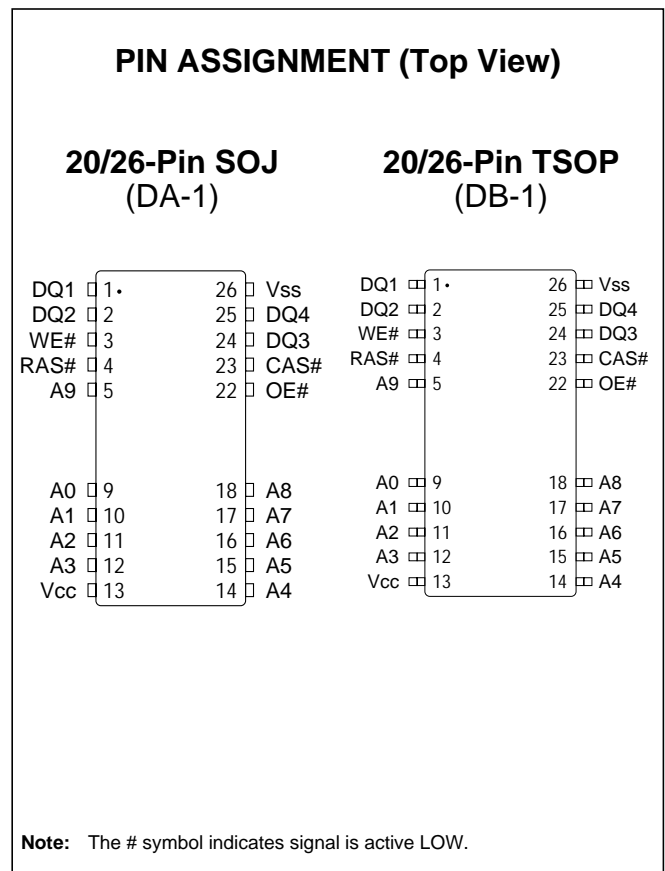 PIN ASSIGNMENT (Top View)
20/26-Pin SOJ
(DA-1)
DQ1 1• 26 Vss
DQ2 2 25 DQ4
WE# 3 24 DQ3
RAS# 4 23 CAS#
A9 5 22 OE#
A0 9 18 A8
A1 10 17 A7
A2 11 16 A6
A3 12 15 A5
Vcc 13 14 A4
20/26-Pin TSOP
(DB-1)
DQ1 1• 26 Vss
DQ2 2 25 DQ4
WE# 3 24 DQ3
RAS# 4 23 CAS#
A9 5 22 OE#
A0 9 18 A8
A1 10 17 A7
A2 11 16 A6
A3 12 15 A5
Vcc 13 14 A4
Note: The # symbol indicates signal is active LOW.